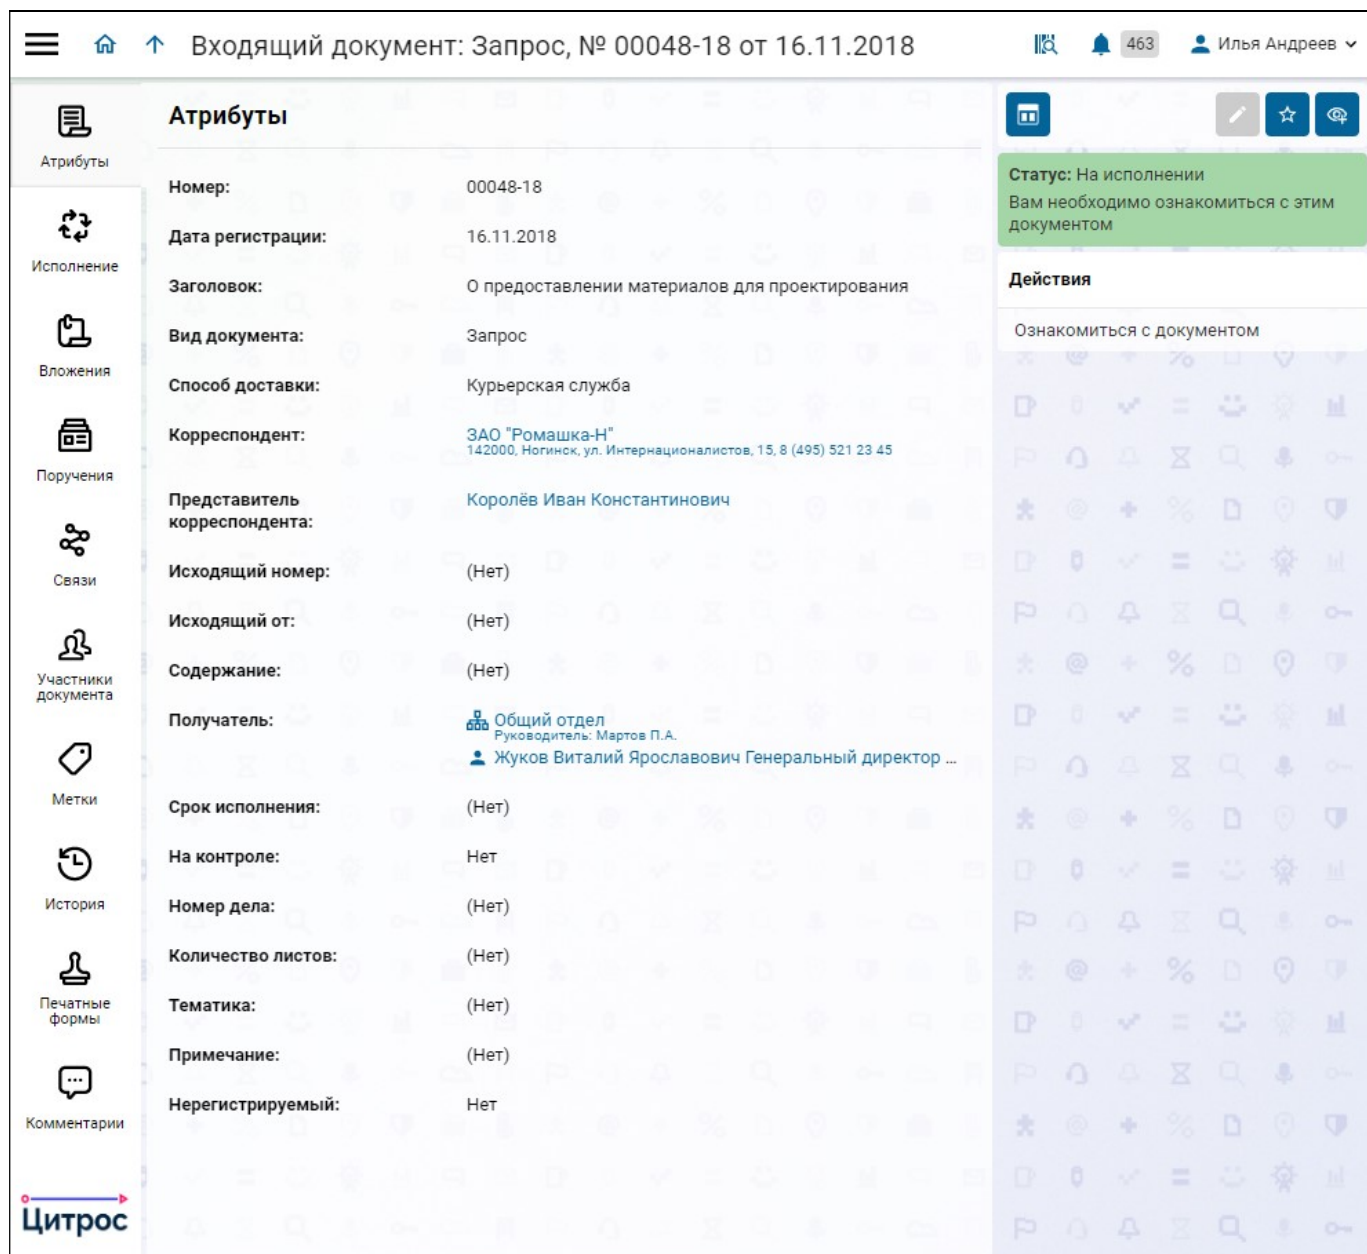 Входящий документ: Запрос, № 00048-18 от 16.11.2018
463
Илья Андреев
Атрибуты
Исполнение
Вложения
Поручения
Связи
Участники
документа
Метки
История
Печатные
формы
Комментарии
Цитрос
Атрибуты
Номер: 00048-18
Дата регистрации: 16.11.2018
Заголовок: О предоставлении материалов для проектирования
Вид документа: Запрос
Способ доставки: Курьерская служба
Корреспондент: ЗАО "Ромашка-Н"
142000, Ногинск, ул. Интернационалистов, 15, 8 (495) 521 23 45
Представитель Королёв Иван Константинович
корреспондента:
Исходящий номер: (Нет)
Исходящий от: (Нет)
Содержание: (Нет)
Получатель: Общий отдел
Руководитель: Мартов П.А.
Жуков Виталий Ярославович Генеральный директор ...
Срок исполнения: (Нет)
На контроле: Нет
Номер дела: (Нет)
Количество листов: (Нет)
Тематика: (Нет)
Примечание: (Нет)
Нерегистрируемый: Нет
Статус: На исполнении
Вам необходимо ознакомиться с этим
документом
Действия
Ознакомиться с документом